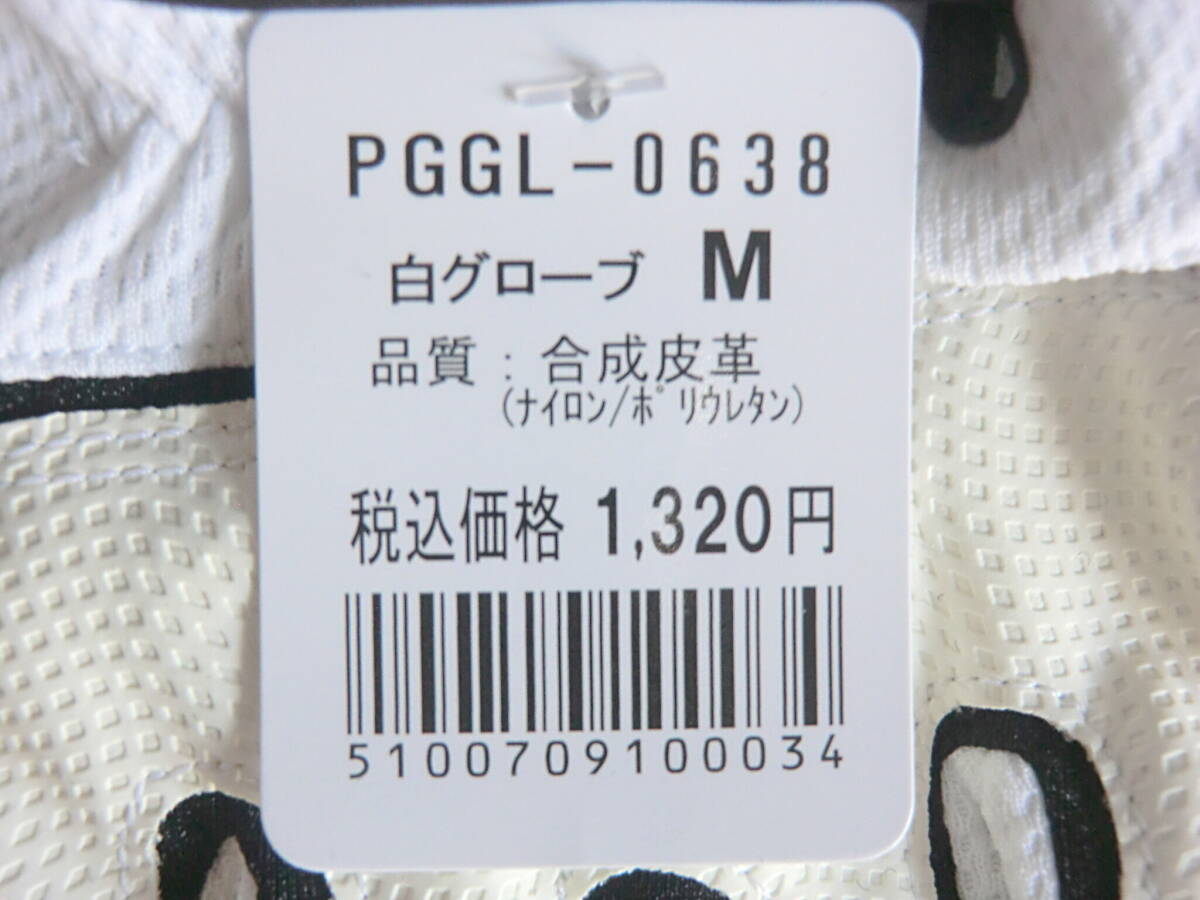 PGGL-0638
白グローブ M
品質：合成皮革
(ﾅｲﾛﾝ/ﾎﾟﾘｳﾚﾀﾝ)
税込価格 1,320円
5100709100034